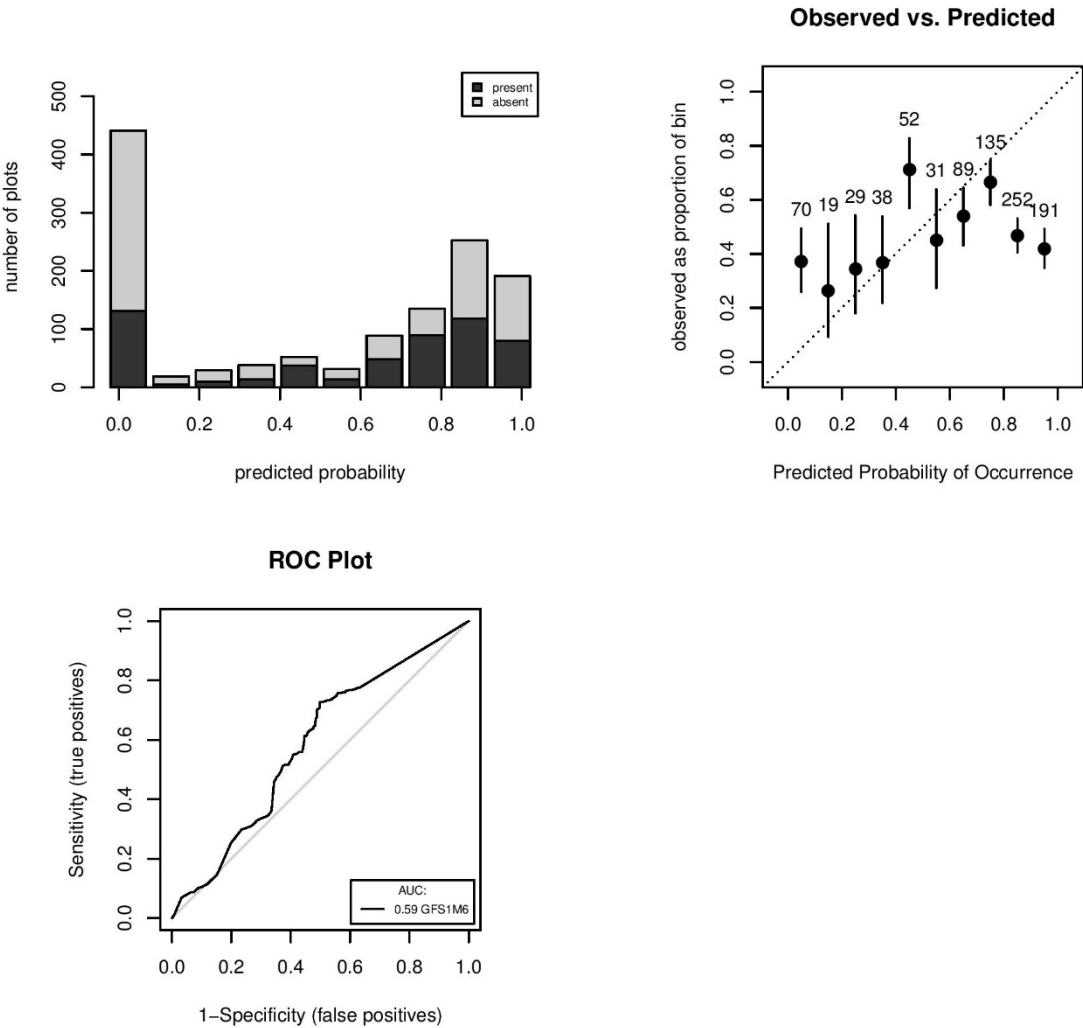 number of plots
0 100 200 300 400 500
present
absent
0.0 0.2 0.4 0.6 0.8 1.0
predicted probability
Observed vs. Predicted
observed as proportion of bin
0.0 0.2 0.4 0.6 0.8 1.0
70 19 29 38 52 31 89 135 252 191
0.0 0.2 0.4 0.6 0.8 1.0
Predicted Probability of Occurrence
ROC Plot
Sensitivity (true positives)
0.0 0.2 0.4 0.6 0.8 1.0
AUC:
0.59 GFS1M6
0.0 0.2 0.4 0.6 0.8 1.0
1−Specificity (false positives)